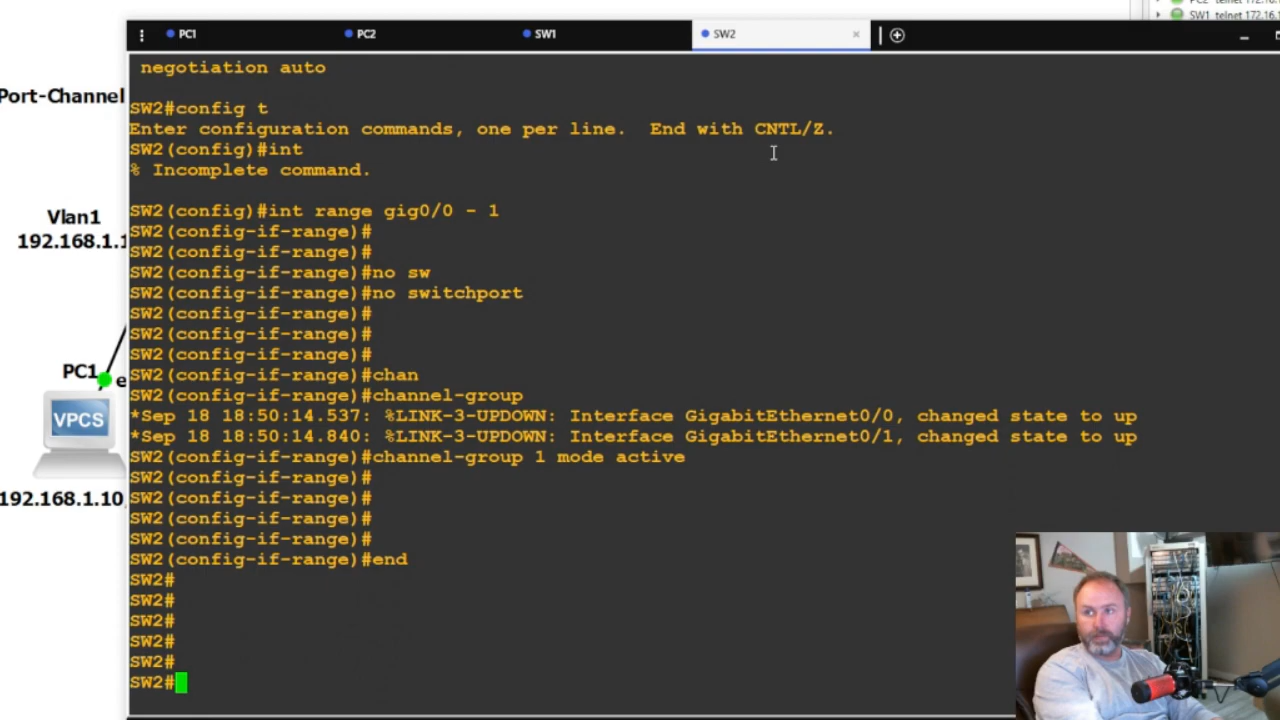 PC2 telnet 172.16.1
SW1 telnet 172.16.1
PC1
PC2
SW1
SW2
Port-Channel
Vlan1
192.168.1.1
PC1
e
VPCS
192.168.1.10
negotiation auto
SW2#config t
Enter configuration commands, one per line.  End with CNTL/Z.
SW2(config)#int
% Incomplete command.
SW2(config)#int range gig0/0 - 1
SW2(config-if-range)#
SW2(config-if-range)#
SW2(config-if-range)#no sw
SW2(config-if-range)#no switchport
SW2(config-if-range)#
SW2(config-if-range)#
SW2(config-if-range)#
SW2(config-if-range)#chan
SW2(config-if-range)#channel-group
*Sep 18 18:50:14.537: %LINK-3-UPDOWN: Interface GigabitEthernet0/0, changed state to up
*Sep 18 18:50:14.840: %LINK-3-UPDOWN: Interface GigabitEthernet0/1, changed state to up
SW2(config-if-range)#channel-group 1 mode active
SW2(config-if-range)#
SW2(config-if-range)#
SW2(config-if-range)#
SW2(config-if-range)#
SW2(config-if-range)#end
SW2#
SW2#
SW2#
SW2#
SW2#
SW2#